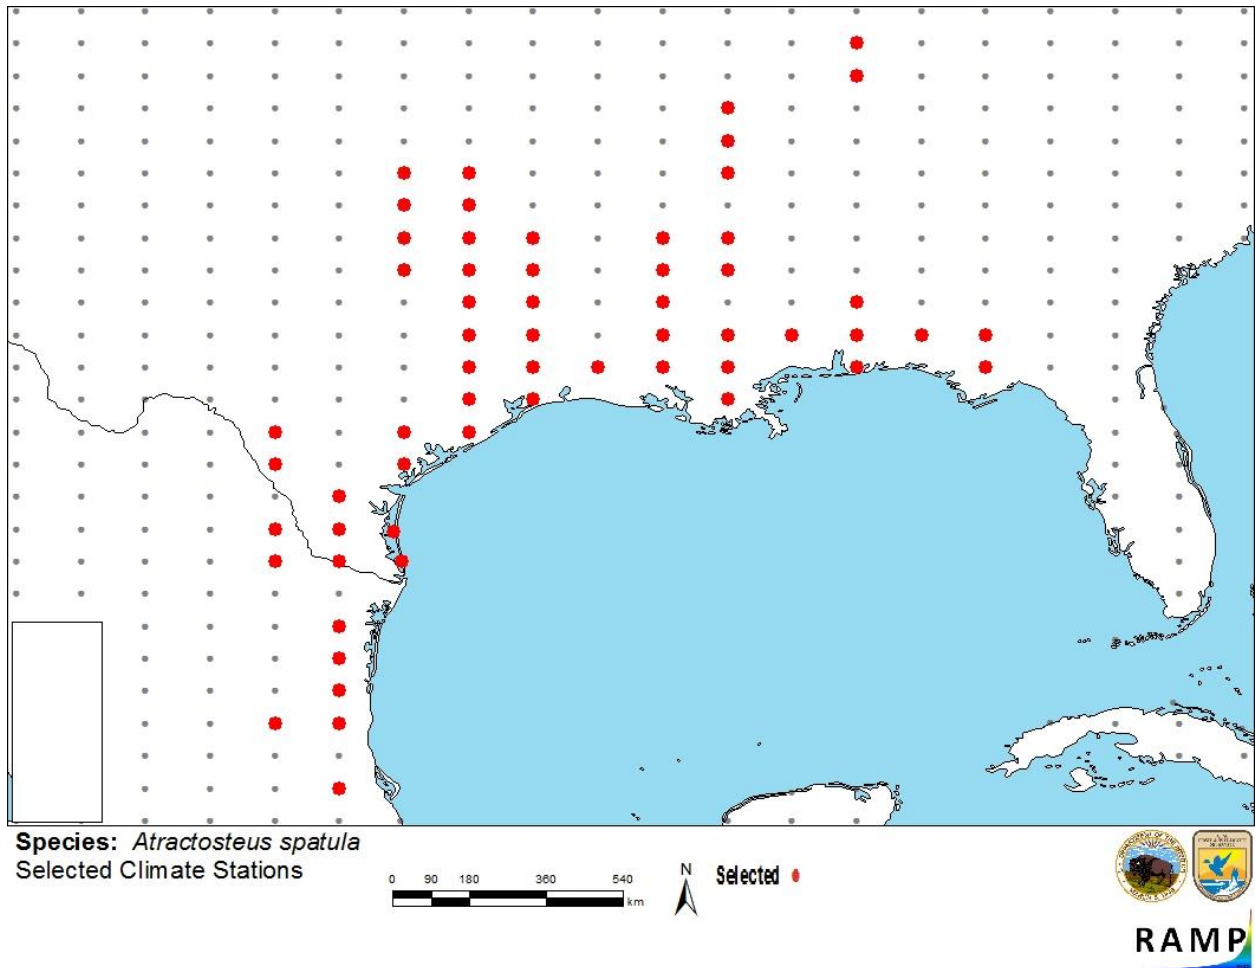 Species: Atractosteus spatula
Selected Climate Stations
0 90 180 360 540
km
N
Selected
RAMP